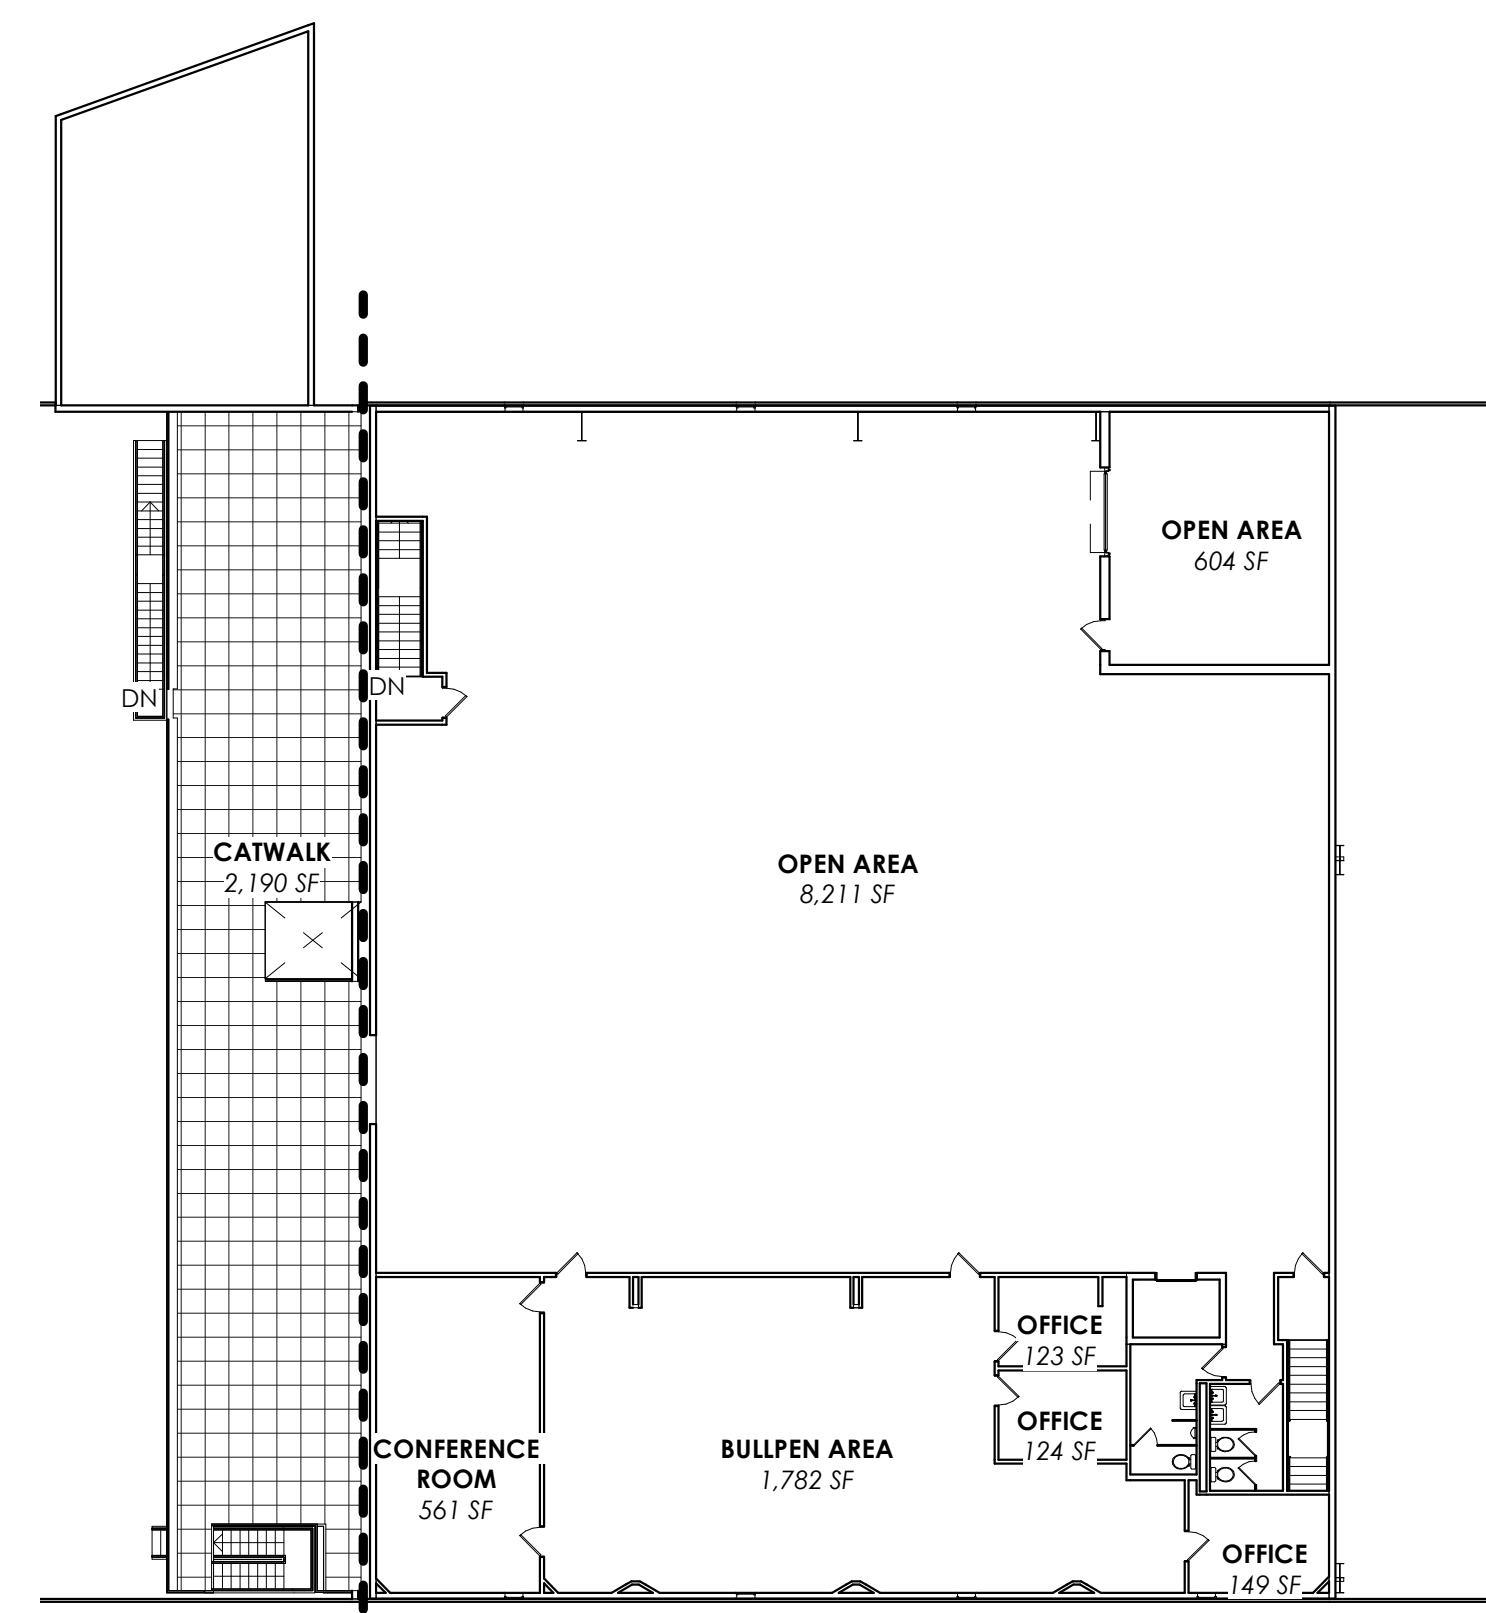 OPEN AREA
604 SF
DN
DN
CATWALK
2,190 SF
OPEN AREA
8,211 SF
OFFICE
123 SF
OFFICE
124 SF
CONFERENCE
ROOM
561 SF
BULLPEN AREA
1,782 SF
OFFICE
149 SF